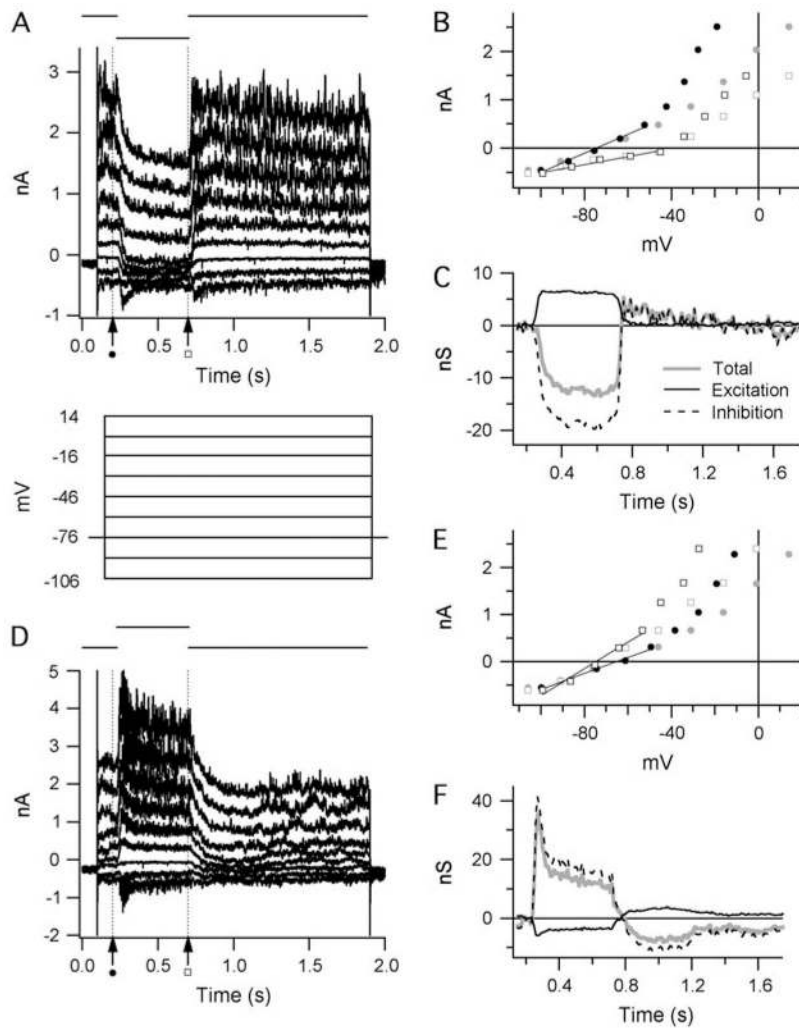 A
3
2
1
0
-1
nA
0.0
0.5
1.0
1.5
2.0
Time (s)
14
-16
-46
-76
-106
mV
D
5
4
3
2
1
0
-1
-2
nA
0.0
0.5
1.0
1.5
2.0
Time (s)
B
2
1
0
nA
-80
-40
0
mV
C
10
0
-10
-20
nS
Total
Excitation
Inhibition
0.4
0.8
1.2
1.6
Time (s)
E
2
1
0
nA
-80
-40
0
mV
F
40
20
0
nS
0.4
0.8
1.2
1.6
Time (s)